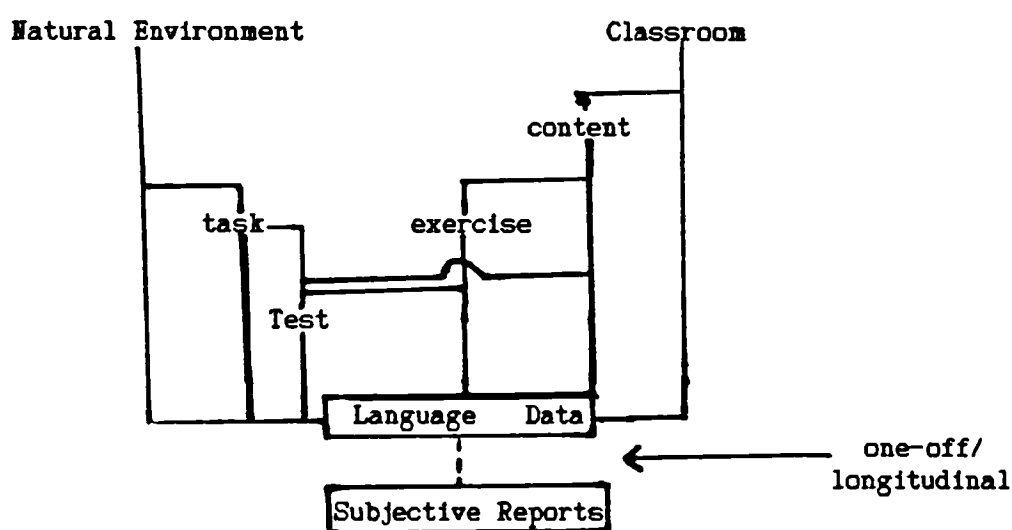 Natural Environment
Classroom
content
task
exercise
Test
Language Data
one-off/
longitudinal
Subjective Reports